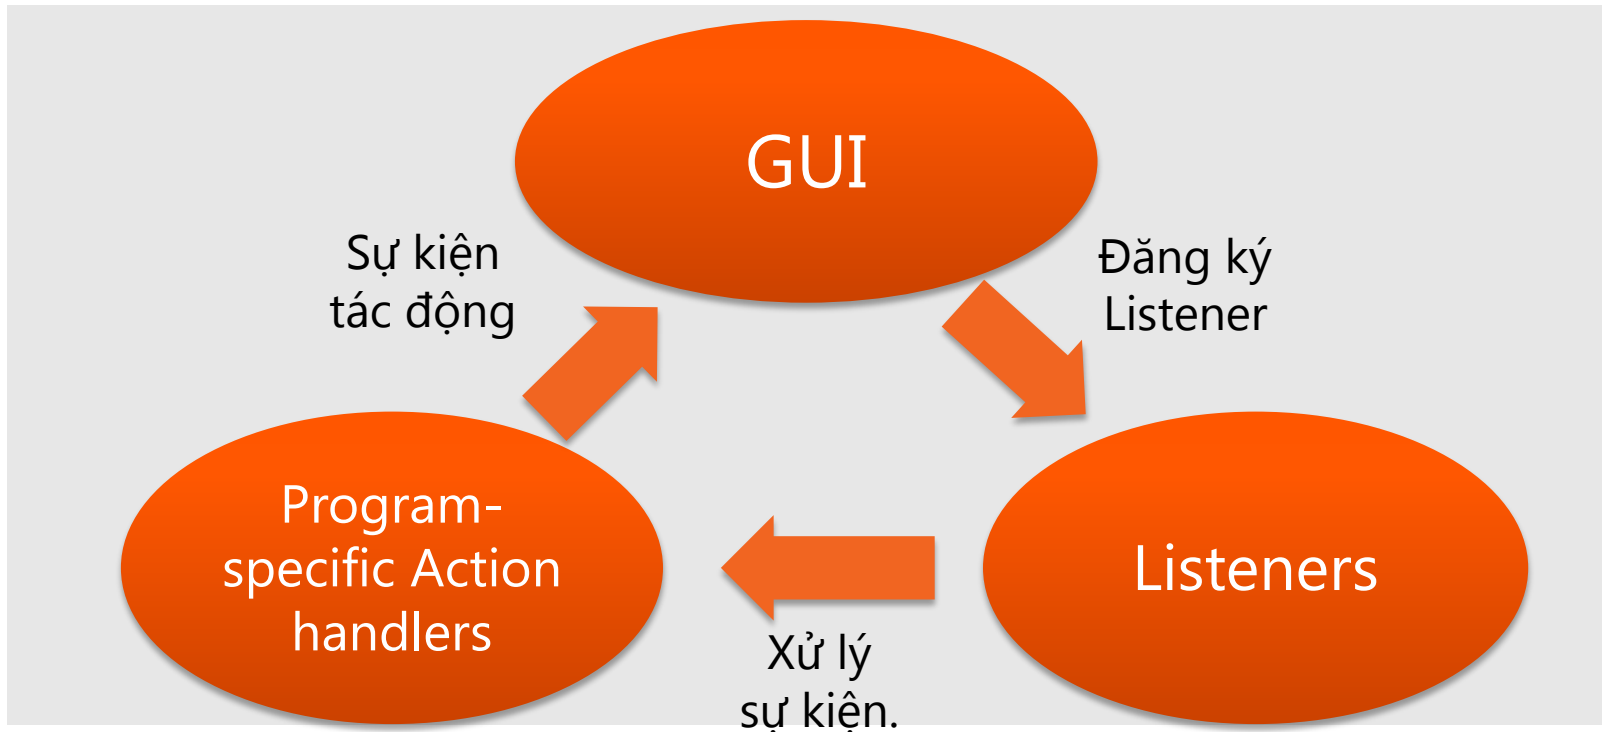 GUI
Sự kiện
tác động
Đăng ký
Listener
Program-
specific Action
handlers
Listeners
Xử lý
sự kiện.